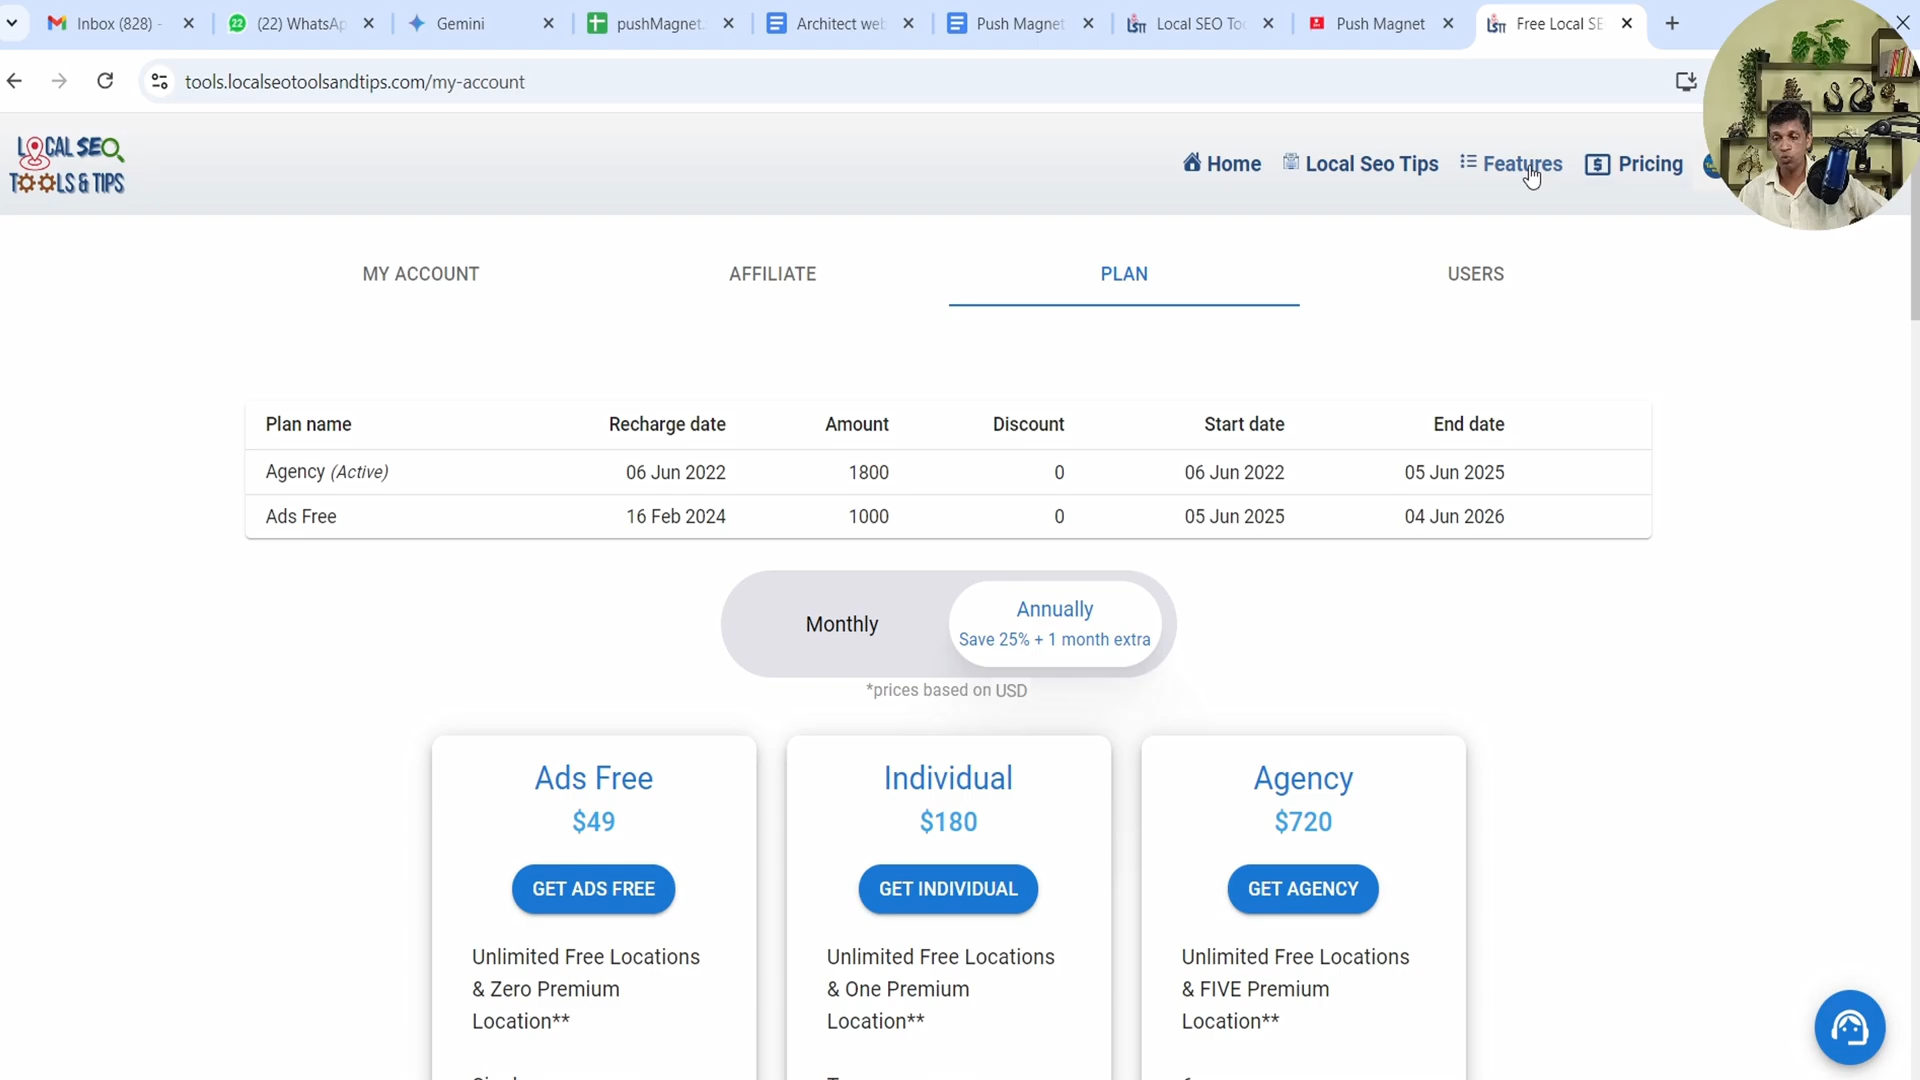 Inbox (828) -
22 (22) WhatsAp
Gemini
pushMagnet.
Architect web
Push Magnet
LSTT Local SEO Too
Push Magnet
LSTT Free Local SE
tools.localseotoolsandtips.com/my-account
LOCAL SEO
TOOLS & TIPS
Home
Local Seo Tips
Features
Pricing
MY ACCOUNT
AFFILIATE
PLAN
USERS
Plan name Recharge date Amount Discount Start date End date
Agency (Active) 06 Jun 2022 1800 0 06 Jun 2022 05 Jun 2025
Ads Free 16 Feb 2024 1000 0 05 Jun 2025 04 Jun 2026
Monthly
Annually
Save 25% + 1 month extra
*prices based on USD
Ads Free
$49
GET ADS FREE
Unlimited Free Locations
& Zero Premium
Location**
Individual
$180
GET INDIVIDUAL
Unlimited Free Locations
& One Premium
Location**
Agency
$720
GET AGENCY
Unlimited Free Locations
& FIVE Premium
Location**